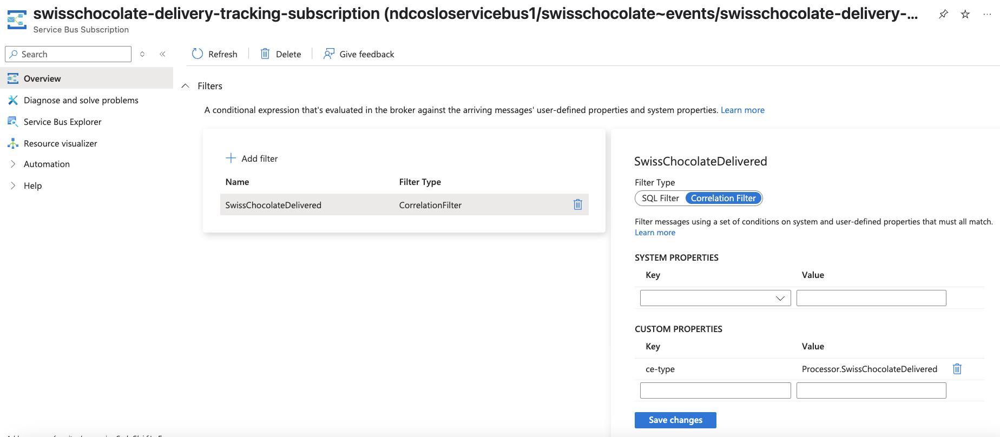 swisschocolate-delivery-tracking-subscription (ndcosloservicebus1/swisschocolate~events/swisschocolate-delivery-...
Service Bus Subscription
Search
Refresh
Delete
Give feedback
Overview
Diagnose and solve problems
Service Bus Explorer
Resource visualizer
Automation
Help
Filters
A conditional expression that's evaluated in the broker against the arriving messages' user-defined properties and system properties. Learn more
Add filter
Name Filter Type
SwissChocolateDelivered CorrelationFilter
SwissChocolateDelivered
Filter Type
SQL Filter Correlation Filter
Filter messages using a set of conditions on system and user-defined properties that must all match.
Learn more
SYSTEM PROPERTIES
Key Value
CUSTOM PROPERTIES
Key Value
ce-type Processor.SwissChocolateDelivered
Save changes